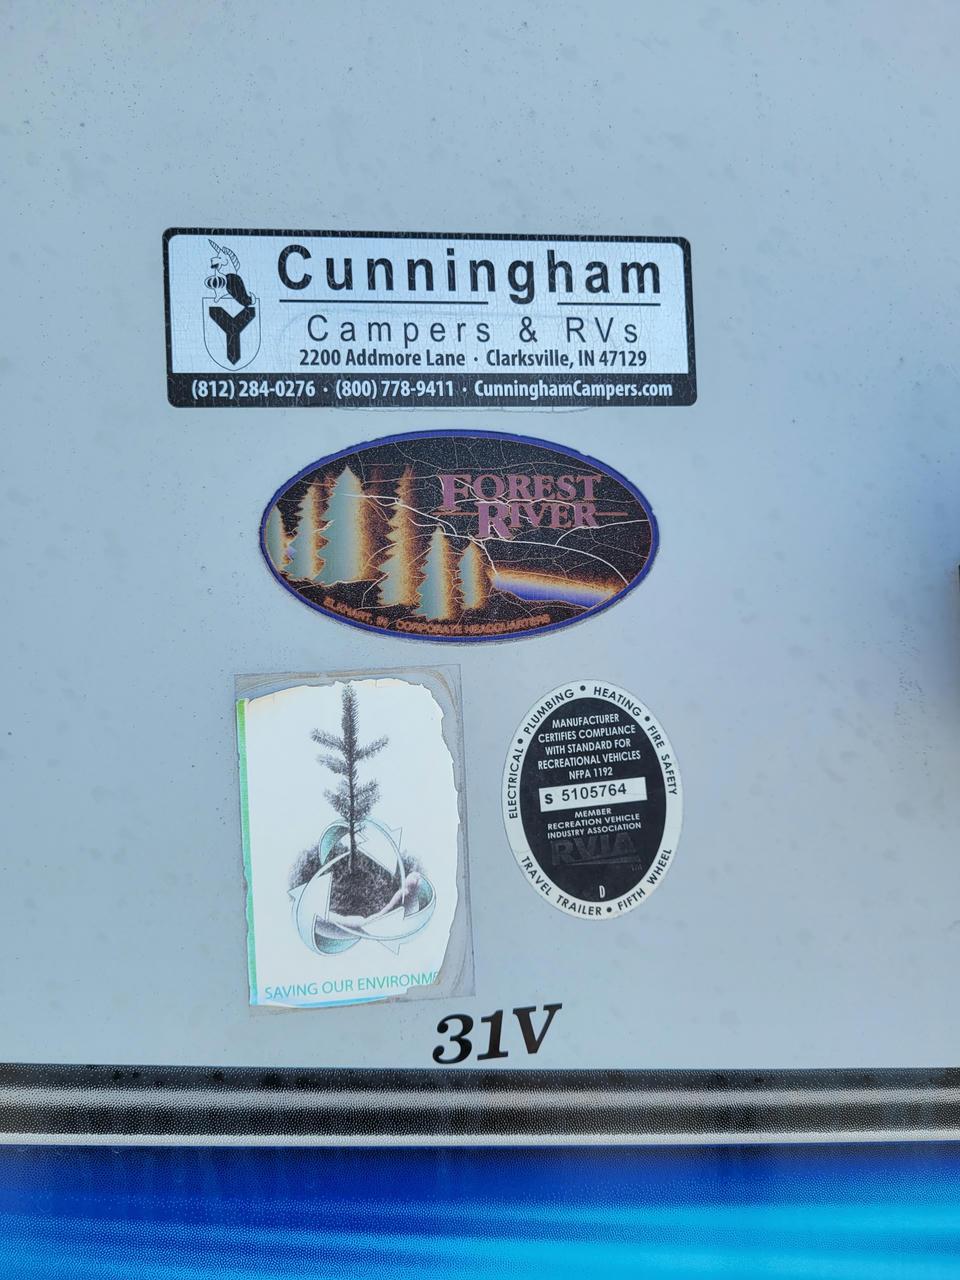 Cunningham
Campers & RVs
2200 Addmore Lane · Clarksville, IN 47129
(812) 284-0276 · (800) 778-9411 · CunninghamCampers.com
FOREST
RIVER
ELKHART, IN CORPORATE HEADQUARTERS
SAVING OUR ENVIRONME
ELECTRICAL • PLUMBING • HEATING • FIRE SAFETY
MANUFACTURER
CERTIFIES COMPLIANCE
WITH STANDARD FOR
RECREATIONAL VEHICLES
NFPA 1192
S 5105764
MEMBER
RECREATION VEHICLE
INDUSTRY ASSOCIATION
RVIA
D
TRAVEL TRAILER • FIFTH WHEEL
31V